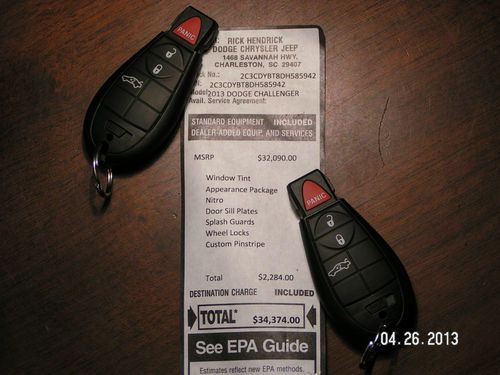 RICK HENDRICK
DODGE CHRYSLER JEEP
1468 SAVANNAH HWY.
CHARLESTON, SC 29407
No.: 2C3CDYBT8DH585942
2C3CDYBT8DH585942
Model: 2013 DODGE CHALLENGER
Avail. Service Agreement:
STANDARD EQUIPMENT INCLUDED
DEALER-ADDED EQUIP. AND SERVICES
MSRP $32,090.00
Window Tint
Appearance Package
Nitro
Door Sill Plates
Splash Guards
Wheel Locks
Custom Pinstripe
Total $2,284.00
DESTINATION CHARGE INCLUDED
TOTAL* $34,374.00
See EPA Guide
Estimates reflect new EPA methods.
PANIC
PANIC
04.26.2013